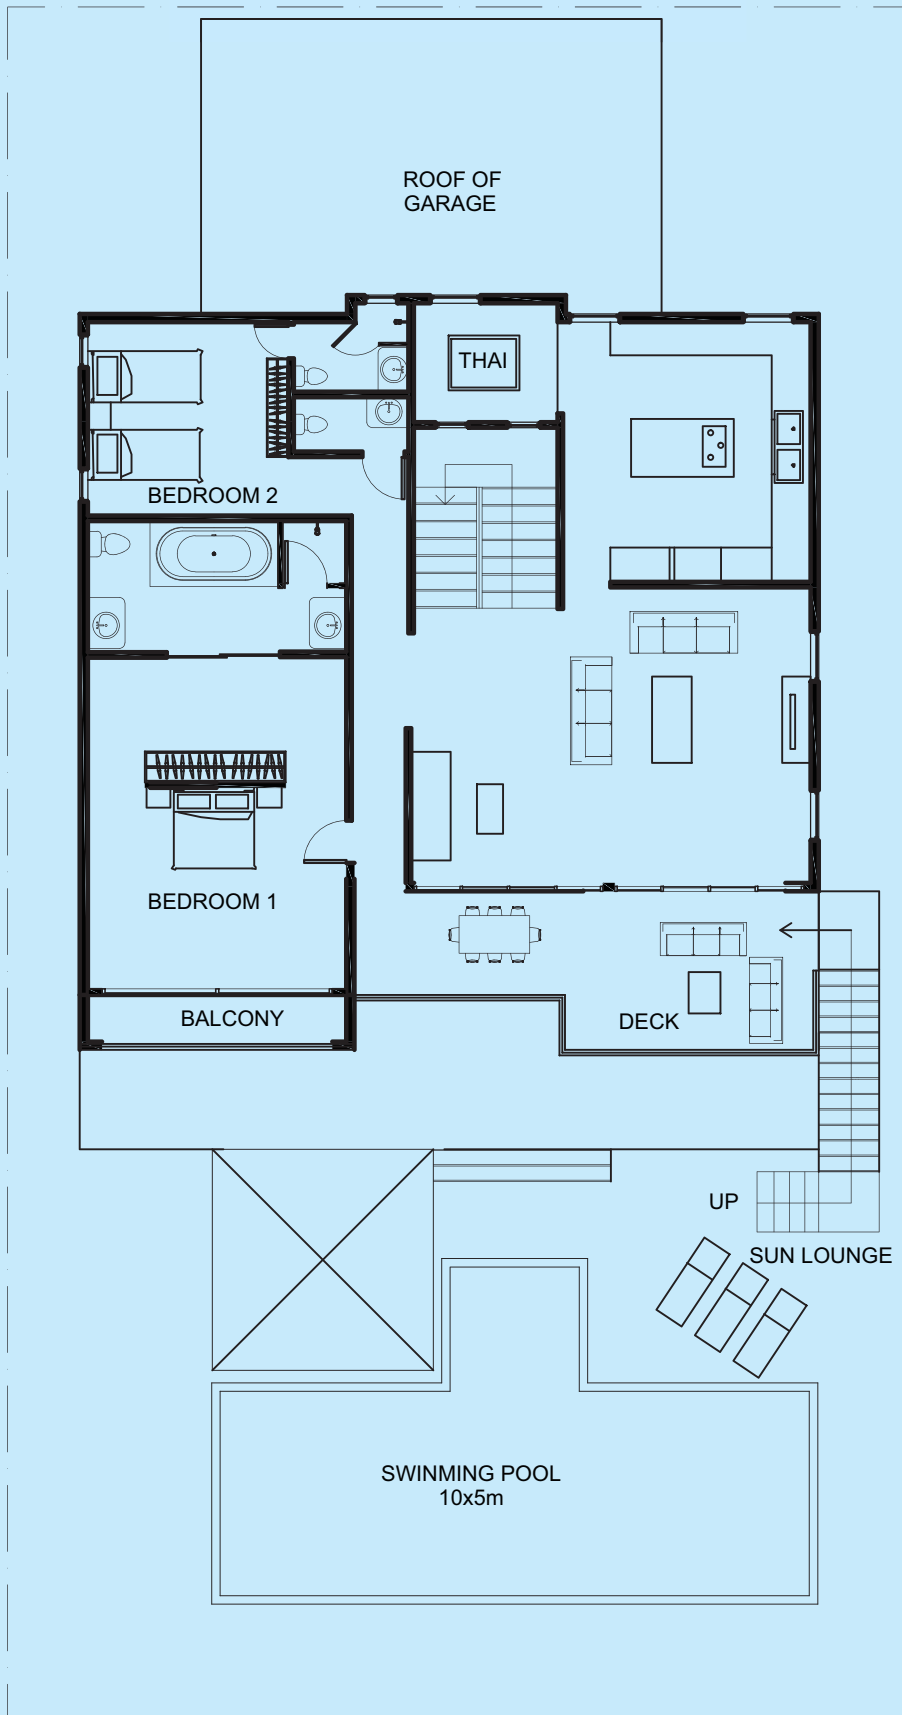 ROOF OF
GARAGE
THAI
BEDROOM 2
BEDROOM 1
BALCONY
DECK
UP
SUN LOUNGE
SWINMING POOL
10x5m